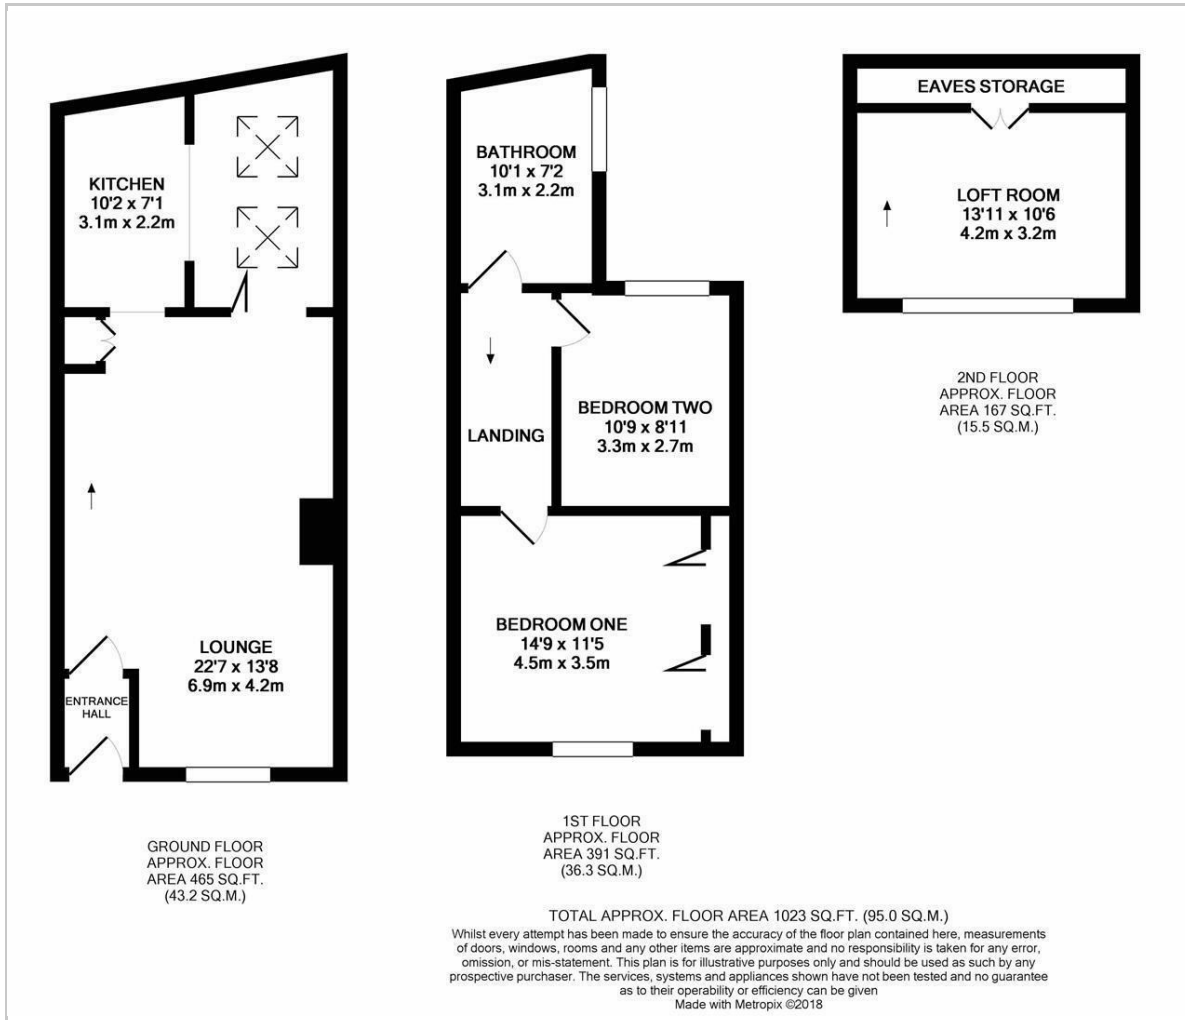 KITCHEN
10'2 x 7'1
3.1m x 2.2m
LOUNGE
22'7 x 13'8
6.9m x 4.2m
ENTRANCE
HALL
GROUND FLOOR
APPROX. FLOOR
AREA 465 SQ.FT.
(43.2 SQ.M.)
BATHROOM
10'1 x 7'2
3.1m x 2.2m
LANDING
BEDROOM TWO
10'9 x 8'11
3.3m x 2.7m
BEDROOM ONE
14'9 x 11'5
4.5m x 3.5m
1ST FLOOR
APPROX. FLOOR
AREA 391 SQ.FT.
(36.3 SQ.M.)
EAVES STORAGE
LOFT ROOM
13'11 x 10'6
4.2m x 3.2m
2ND FLOOR
APPROX. FLOOR
AREA 167 SQ.FT.
(15.5 SQ.M.)
TOTAL APPROX. FLOOR AREA 1023 SQ.FT. (95.0 SQ.M.)
Whilst every attempt has been made to ensure the accuracy of the floor plan contained here, measurements
of doors, windows, rooms and any other items are approximate and no responsibility is taken for any error,
omission, or mis-statement. This plan is for illustrative purposes only and should be used as such by any
prospective purchaser. The services, systems and appliances shown have not been tested and no guarantee
as to their operability or efficiency can be given
Made with Metropix ©2018